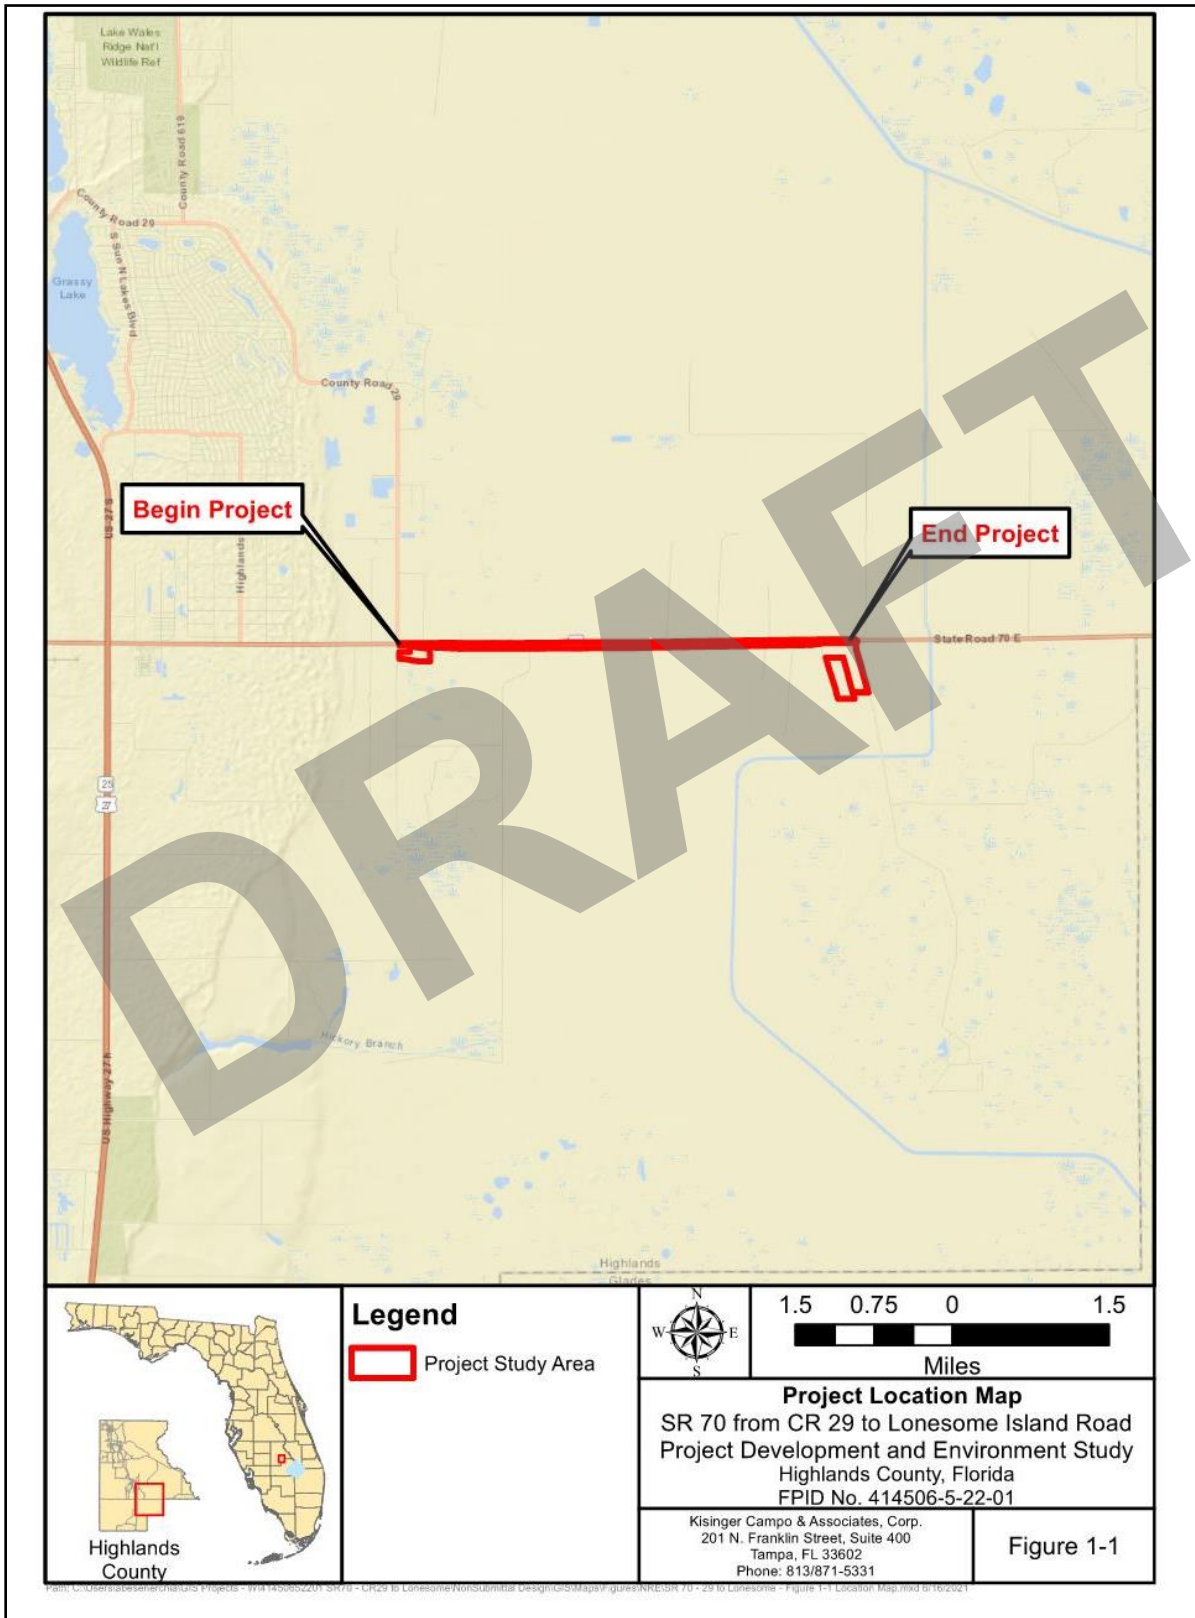 Lake Wales
Ridge Nat'l
Wildlife Ref
County Road 619
County Road 29
S Sun N Lakes Blvd
Grassy
Lake
County Road 29
US 27 S
Highlands
Begin Project
End Project
State Road 70 E
25
27
Hickory Branch
US Highway 27
Highlands
Glades
DRAFT
Highlands
County
Legend
Project Study Area
N
W
E
S
1.5 0.75 0 1.5
Miles
Project Location Map
SR 70 from CR 29 to Lonesome Island Road
Project Development and Environment Study
Highlands County, Florida
FPID No. 414506-5-22-01
Kisinger Campo & Associates, Corp.
201 N. Franklin Street, Suite 400
Tampa, FL 33602
Phone: 813/871-5331
Figure 1-1